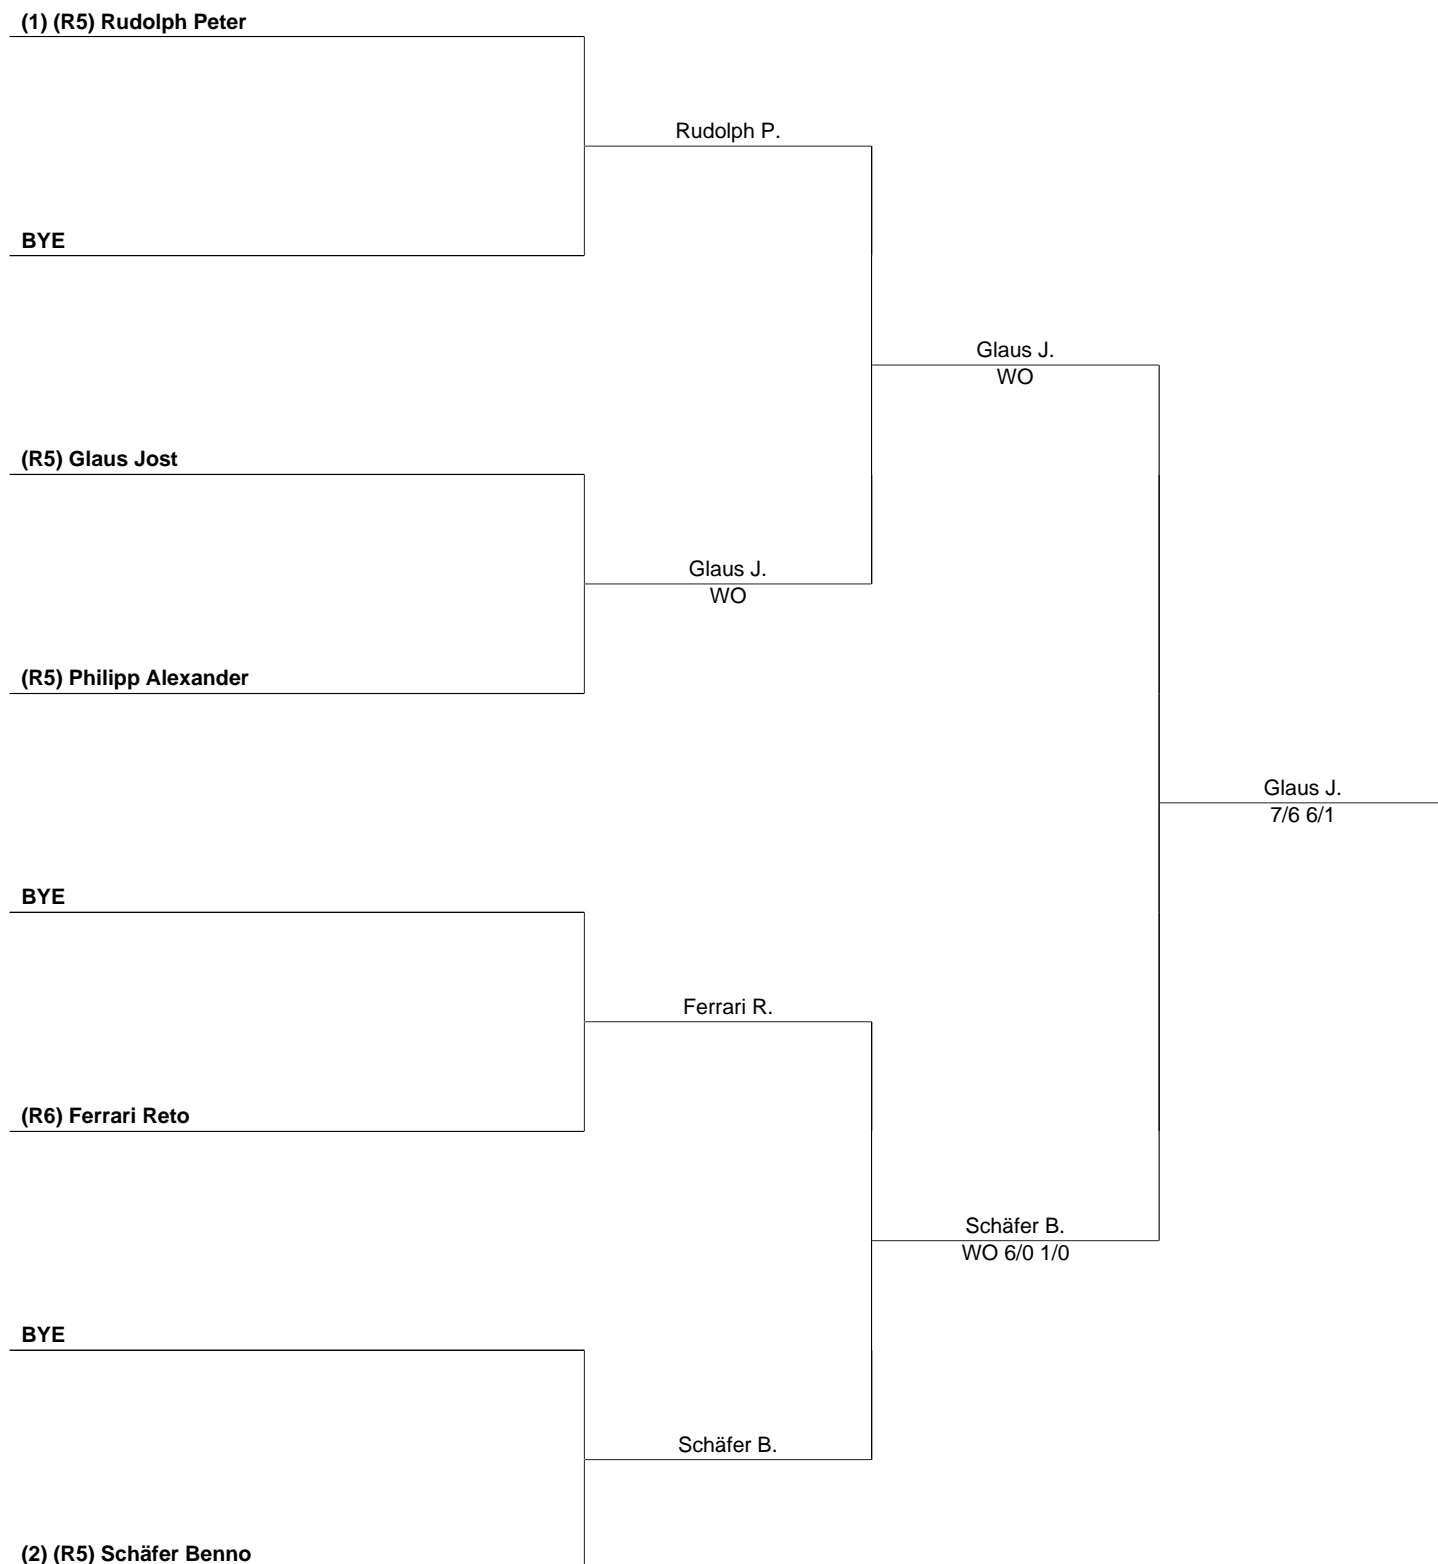 (1) (R5) Rudolph Peter
Rudolph P.
BYE
Glaus J.
WO
(R5) Glaus Jost
Glaus J.
WO
(R5) Philipp Alexander
Glaus J.
7/6 6/1
BYE
Ferrari R.
(R6) Ferrari Reto
Schäfer B.
WO 6/0 1/0
BYE
Schäfer B.
(2) (R5) Schäfer Benno